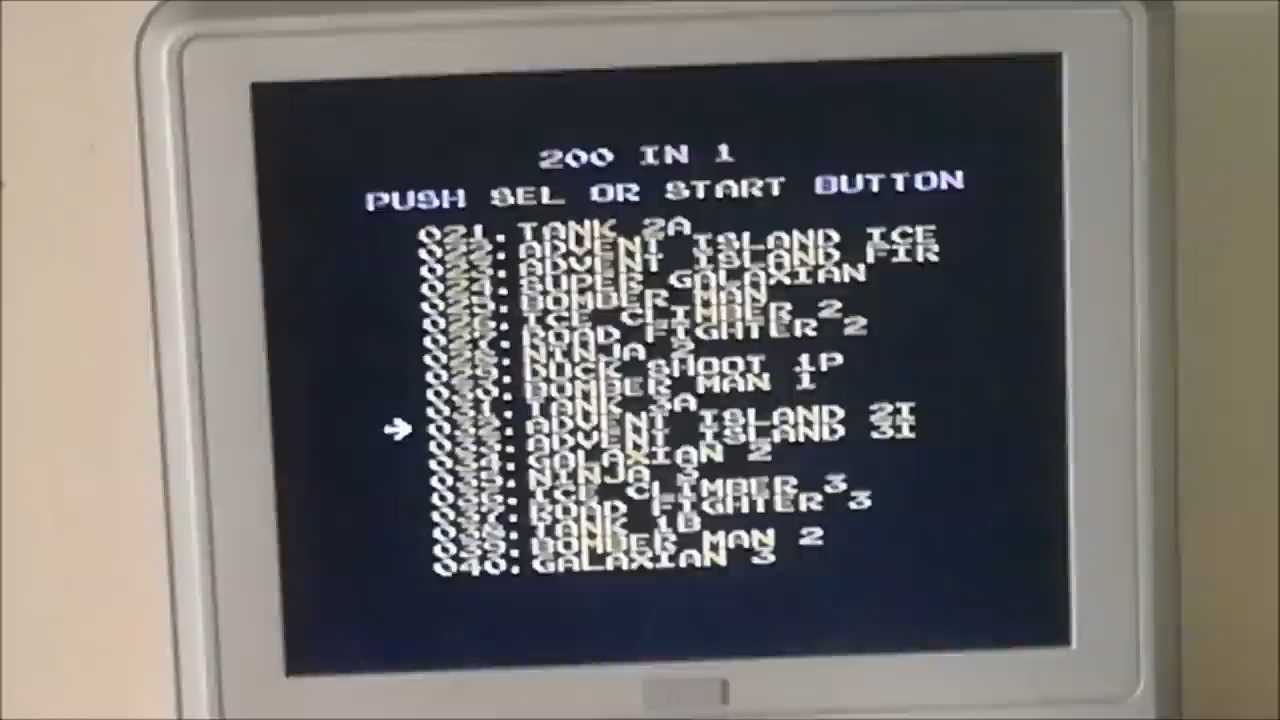 200 IN 1
PUSH SEL OR START BUTTON
021. TANK 2A
022. ADVENT ISLAND ICE
023. ADVENT ISLAND FIR
024. SUPER GALAXIAN
025. BOMBER MAN
026. ICE CLIMBER 2
027. ROAD FIGHTER 2
028. NINJA 2
029. DUCK SHOOT 1P
030. BOMBER MAN 1
031. TANK 3A
032. ADVENT ISLAND 2I
033. ADVENT ISLAND 3I
034. GALAXIAN 2
035. NINJA 3
036. ICE CLIMBER 3
037. ROAD FIGHTER 3
038. TANK 1B
039. BOMBER MAN 2
040. GALAXIAN 3